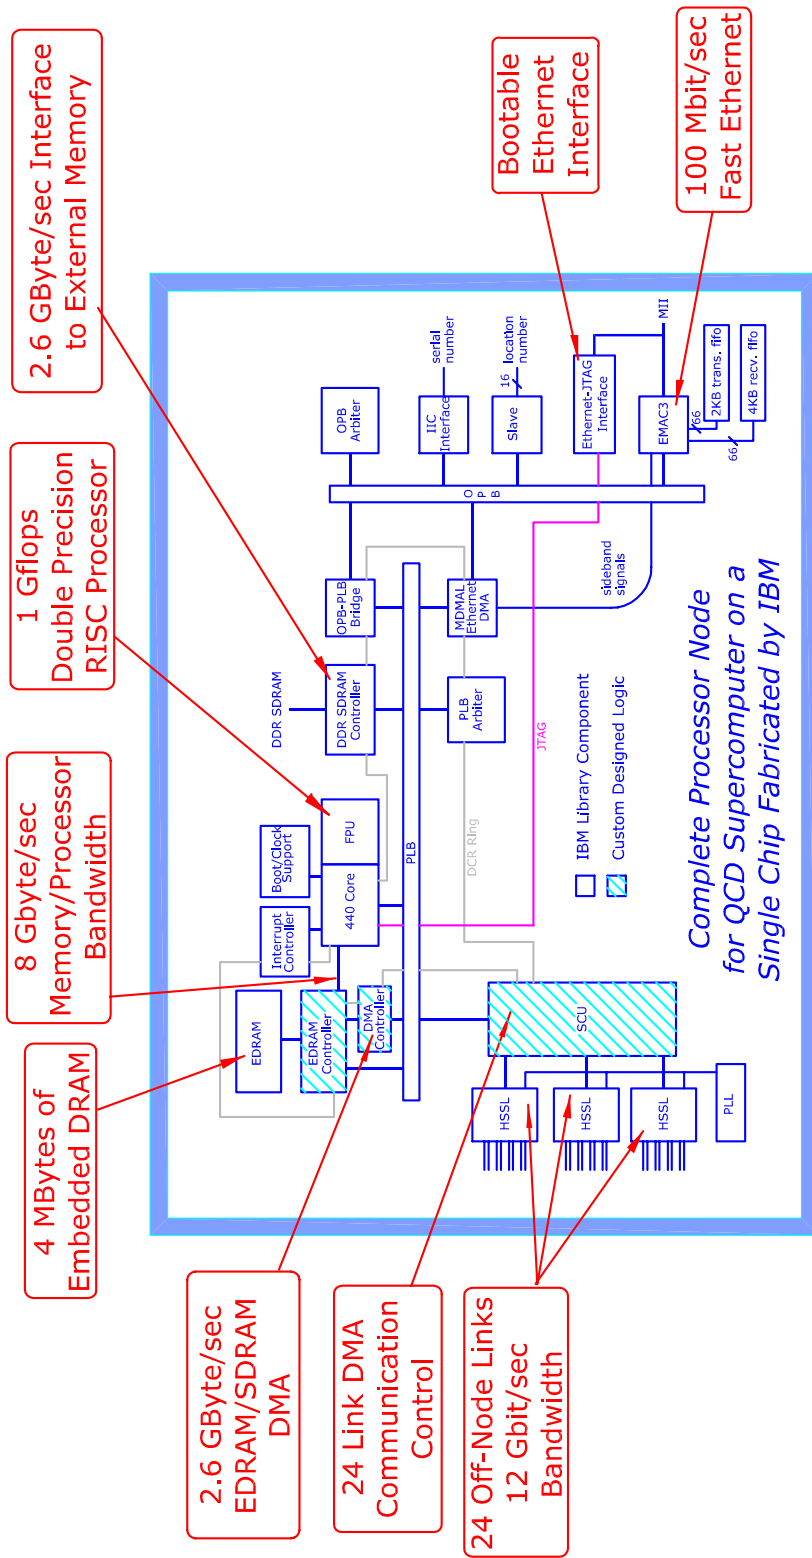 4 MBytes of
Embedded DRAM
8 Gbyte/sec
Memory/Processor
Bandwidth
1 Gflops
Double Precision
RISC Processor
2.6 GByte/sec Interface
to External Memory
2.6 GByte/sec
EDRAM/SDRAM
DMA
24 Link DMA
Communication
Control
24 Off-Node Links
12 Gbit/sec
Bandwidth
Bootable
Ethernet
Interface
100 Mbit/sec
Fast Ethernet
EDRAM
EDRAM
Controller
Interrupt
Controller
Boot/Clock
Support
440 Core
FPU
DMA
Controller
DDR SDRAM
DDR SDRAM
Controller
OPB-PLB
Bridge
OPB
Arbiter
PLB
PLB
Arbiter
MDMAL
Ethernet
DMA
O P B
IIC
Interface
serial
number
Slave
16
location
number
Ethernet-JTAG
Interface
EMAC3
MII
66
2KB trans. fifo
66
4KB recv. fifo
sideband
signals
JTAG
DCR Ring
SCU
HSSL
HSSL
HSSL
PLL
IBM Library Component
Custom Designed Logic
Complete Processor Node
for QCD Supercomputer on a
Single Chip Fabricated by IBM